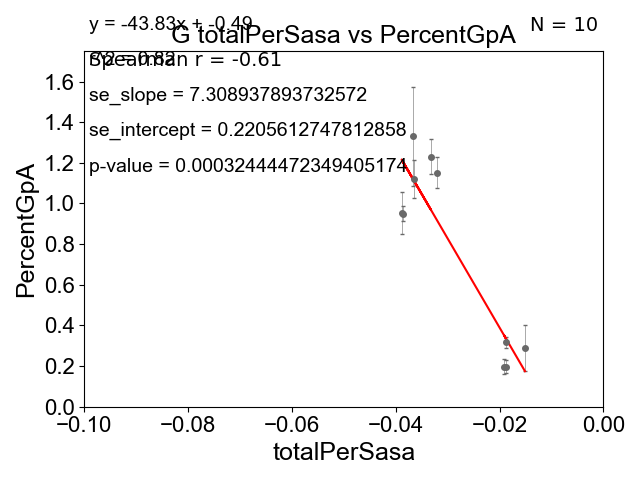 y = -43.83x + -0.49
N = 10
G totalPerSasa vs PercentGpA
Spearman r = -0.61
se_slope = 7.308937893732572
se_intercept = 0.2205612747812858
p-value = 0.00032444472349405174
PercentGpA
1.6
1.4
1.2
1.0
0.8
0.6
0.4
0.2
0.0
−0.10 −0.08 −0.06 −0.04 −0.02 0.00
totalPerSasa